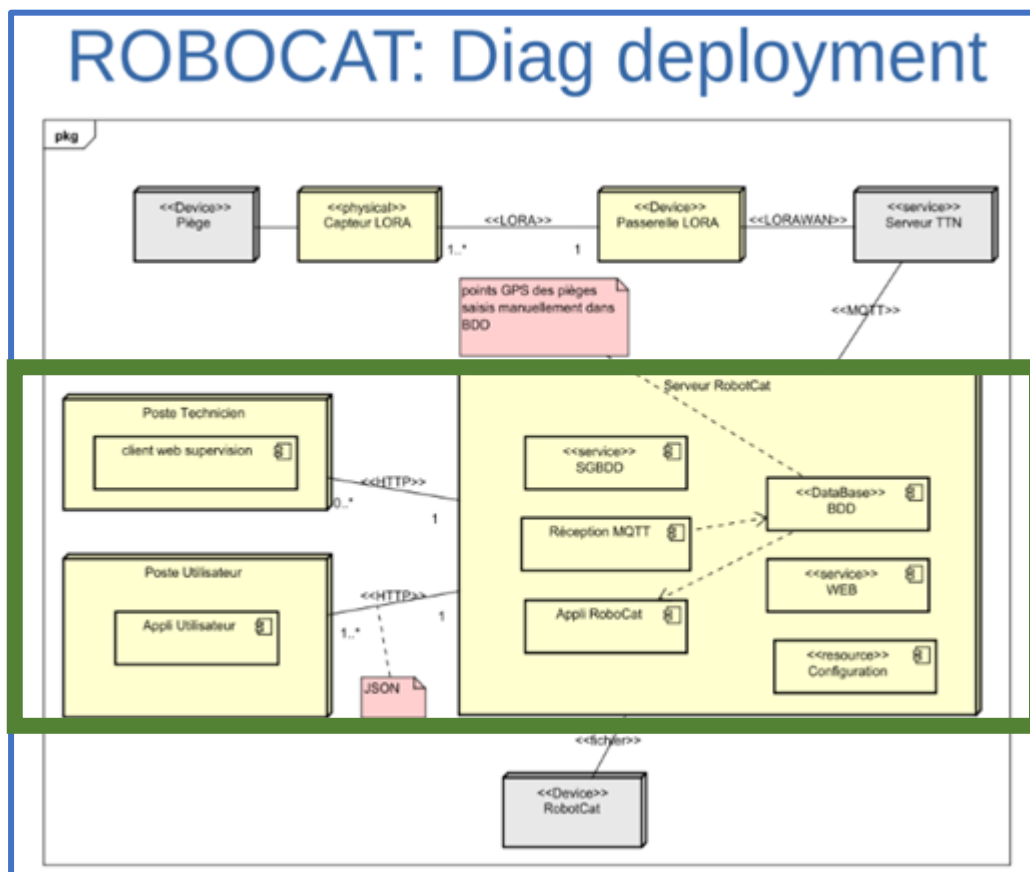 ROBOCAT: Diag deployment
pkg
<<Device>>
Piège
<<physical>>
Capteur LORA
<<LORA>>
1..*
1
<<Device>>
Passerelle LORA
<<LORAWAN>>
<<service>>
Serveur TTN
points GPS des pièges
saisis manuellement dans
BDD
<<MQTT>>
Serveur RobotCat
Poste Technicien
client web supervision
<<HTTP>>
0..*
1
<<service>>
SGBDD
<<DataBase>>
BDD
Réception MQTT
Poste Utilisateur
Appli Utilisateur
<<HTTP>>
1..*
1
JSON
Appli RoboCat
<<service>>
WEB
<<resource>>
Configuration
<<fichier>>
<<Device>>
RobotCat